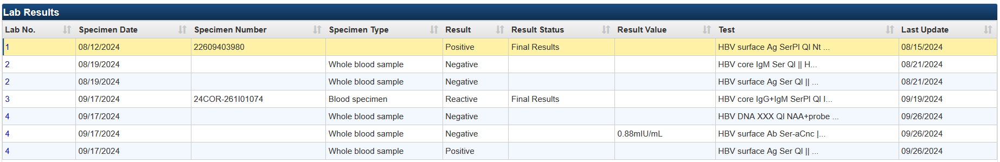 Lab Results
Lab No. Specimen Date Specimen Number Specimen Type Result Result Status Result Value Test Last Update
1 08/12/2024 22609403980 Positive Final Results HBV surface Ag SerPl Ql Nt ... 08/15/2024
2 08/19/2024 Whole blood sample Negative HBV core IgM Ser Ql || H... 08/21/2024
2 08/19/2024 Whole blood sample Negative HBV surface Ag Ser Ql || ... 08/21/2024
3 09/17/2024 24COR-261I01074 Blood specimen Reactive Final Results HBV core IgG+IgM SerPl Ql I... 09/19/2024
4 09/17/2024 Whole blood sample Negative HBV DNA XXX Ql NAA+probe ... 09/26/2024
4 09/17/2024 Whole blood sample Negative 0.88mIU/mL HBV surface Ab Ser-aCnc |... 09/26/2024
4 09/17/2024 Whole blood sample Positive HBV surface Ag Ser Ql || ... 09/26/2024